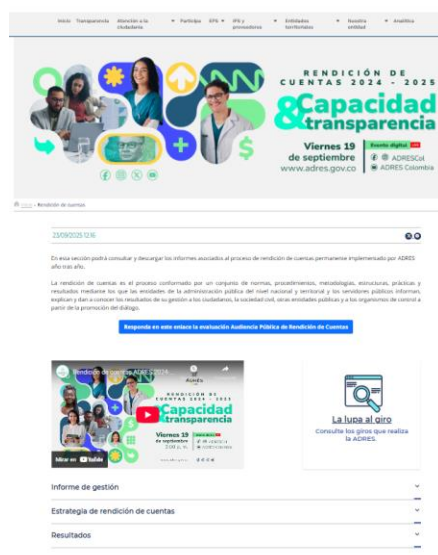 Inicio Transparencia Atención a la ciudadanía Participa EPS IPS y proveedores Entidades territoriales Nuestra entidad Analítica
RENDICIÓN DE
CUENTAS 2024 - 2025
&Capacidad
transparencia
Viernes 19
de septiembre
www.adres.gov.co
Evento digital
ADRESCol
ADRES Colombia
Inicio › Rendición de cuentas
23/09/2025 12:16
En esta sección podrá consultar y descargar los informes asociados al proceso de rendición de cuentas permanente implementado por ADRES
año tras año.
La rendición de cuentas es el proceso conformado por un conjunto de normas, procedimientos, metodologías, estructuras, prácticas y
resultados mediante los que las entidades de la administración pública del nivel nacional y territorial y los servidores públicos informan,
explican y dan a conocer los resultados de su gestión a los ciudadanos, la sociedad civil, otras entidades públicas y a los organismos de control a
partir de la promoción del diálogo.
Responda en este enlace la evaluación Audiencia Pública de Rendición de Cuentas
Rendición de cuentas ADRES 2024
RENDICIÓN DE
CUENTAS 2024 - 2025
Capacidad
transparencia
Viernes 19
de septiembre
Mirar en YouTube
La lupa al giro
Consulte los giros que realiza
la ADRES.
Informe de gestión
Estrategia de rendición de cuentas
Resultados